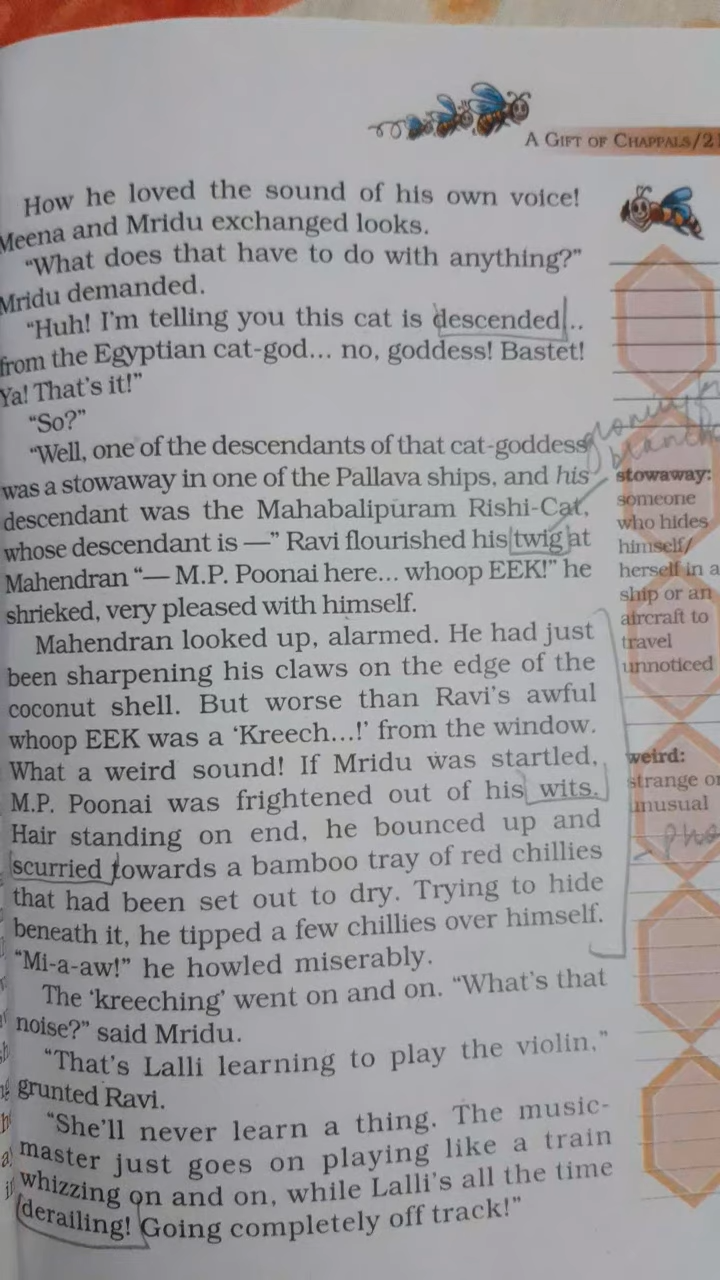 A GIFT OF CHAPPALS/21
How he loved the sound of his own voice!
Meena and Mridu exchanged looks.
"What does that have to do with anything?"
Mridu demanded.
"Huh! I'm telling you this cat is descended...
from the Egyptian cat-god... no, goddess! Bastet!
Ya! That's it!"
"So?"
"Well, one of the descendants of that cat-goddess
was a stowaway in one of the Pallava ships, and his
descendant was the Mahabalipuram Rishi-Cat,
whose descendant is —" Ravi flourished his twig at
Mahendran "— M.P. Poonai here... whoop EEK!" he
shrieked, very pleased with himself.
Mahendran looked up, alarmed. He had just
been sharpening his claws on the edge of the
coconut shell. But worse than Ravi's awful
whoop EEK was a 'Kreech...!' from the window.
What a weird sound! If Mridu was startled,
M.P. Poonai was frightened out of his wits.
Hair standing on end, he bounced up and
scurried towards a bamboo tray of red chillies
that had been set out to dry. Trying to hide
beneath it, he tipped a few chillies over himself.
"Mi-a-aw!" he howled miserably.
The 'kreeching' went on and on. "What's that
noise?" said Mridu.
"That's Lalli learning to play the violin,"
grunted Ravi.
"She'll never learn a thing. The music-
master just goes on playing like a train
whizzing on and on, while Lalli's all the time
derailing! Going completely off track!"
stowaway:
someone
who hides
himself/
herself in a
ship or an
aircraft to
travel
unnoticed
weird:
strange or
unusual